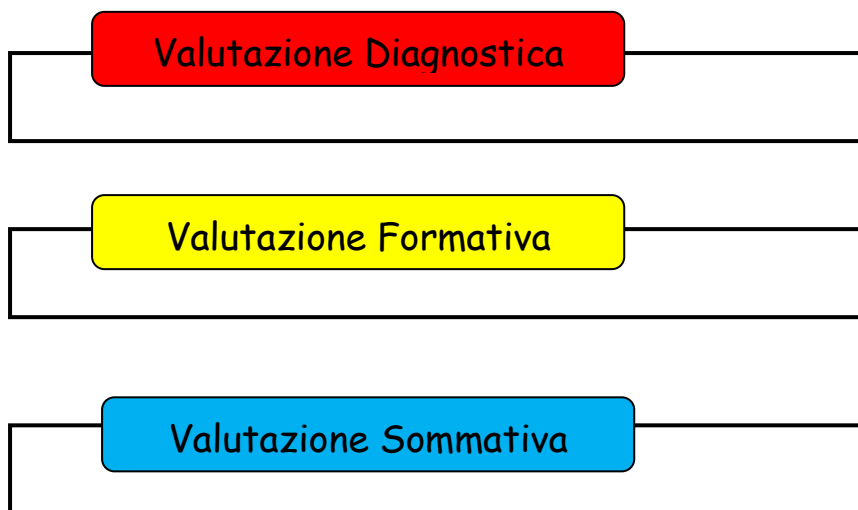 Valutazione Diagnostica
Valutazione Formativa
Valutazione Sommativa